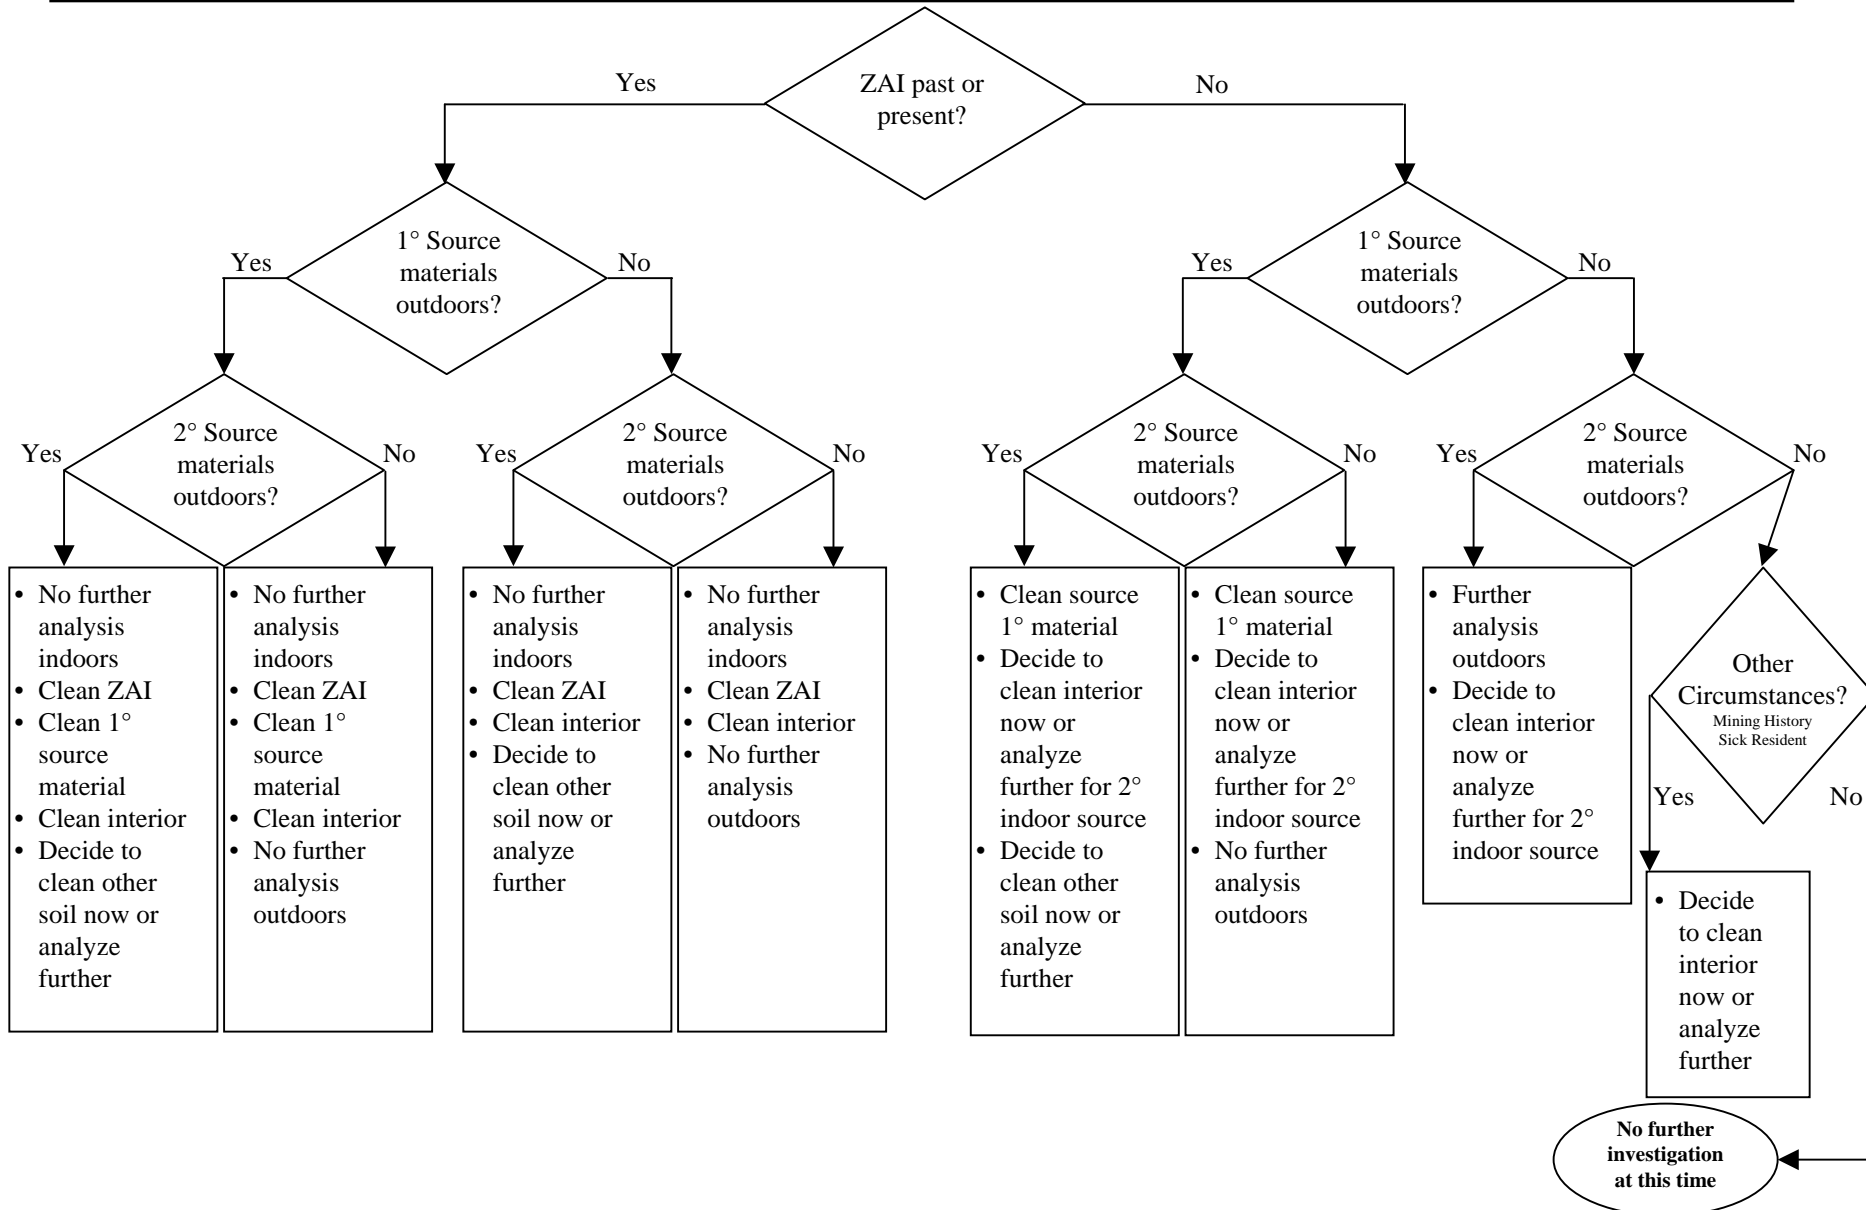 ZAI past or
present?
Yes
No
1° Source
materials
outdoors?
Yes
No
1° Source
materials
outdoors?
Yes
No
2° Source
materials
outdoors?
Yes
No
2° Source
materials
outdoors?
Yes
No
2° Source
materials
outdoors?
Yes
No
2° Source
materials
outdoors?
Yes
No
• No further
analysis
indoors
• Clean ZAI
• Clean 1°
source
material
• Clean interior
• Decide to
clean other
soil now or
analyze
further
• No further
analysis
indoors
• Clean ZAI
• Clean 1°
source
material
• Clean interior
• No further
analysis
outdoors
• No further
analysis
indoors
• Clean ZAI
• Clean interior
• Decide to
clean other
soil now or
analyze
further
• No further
analysis
indoors
• Clean ZAI
• Clean interior
• No further
analysis
outdoors
• Clean source
1° material
• Decide to
clean interior
now or
analyze
further for 2°
indoor source
• Decide to
clean other
soil now or
analyze
further
• Clean source
1° material
• Decide to
clean interior
now or
analyze
further for 2°
indoor source
• No further
analysis
outdoors
• Further
analysis
outdoors
• Decide to
clean interior
now or
analyze
further for 2°
indoor source
Other
Circumstances?
Mining History
Sick Resident
Yes
No
• Decide
to clean
interior
now or
analyze
further
No further
investigation
at this time